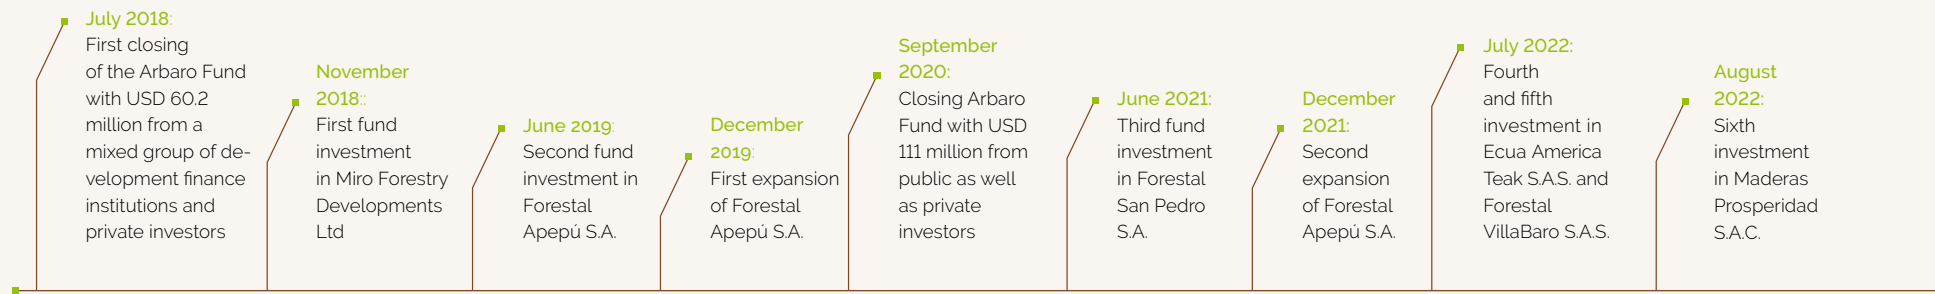 July 2018:
First closing
of the Arbaro Fund
with USD 60.2
million from a
mixed group of de-
velopment finance
institutions and
private investors
November
2018::
First fund
investment
in Miro Forestry
Developments
Ltd
June 2019:
Second fund
investment in
Forestal
Apepú S.A.
December
2019:
First expansion
of Forestal
Apepú S.A.
September
2020:
Closing Arbaro
Fund with USD
111 million from
public as well
as private
investors
June 2021:
Third fund
investment
in Forestal
San Pedro
S.A.
December
2021:
Second
expansion
of Forestal
Apepú S.A.
July 2022:
Fourth
and fifth
investment in
Ecua America
Teak S.A.S. and
Forestal
VillaBaro S.A.S.
August
2022:
Sixth
investment
in Maderas
Prosperidad
S.A.C.